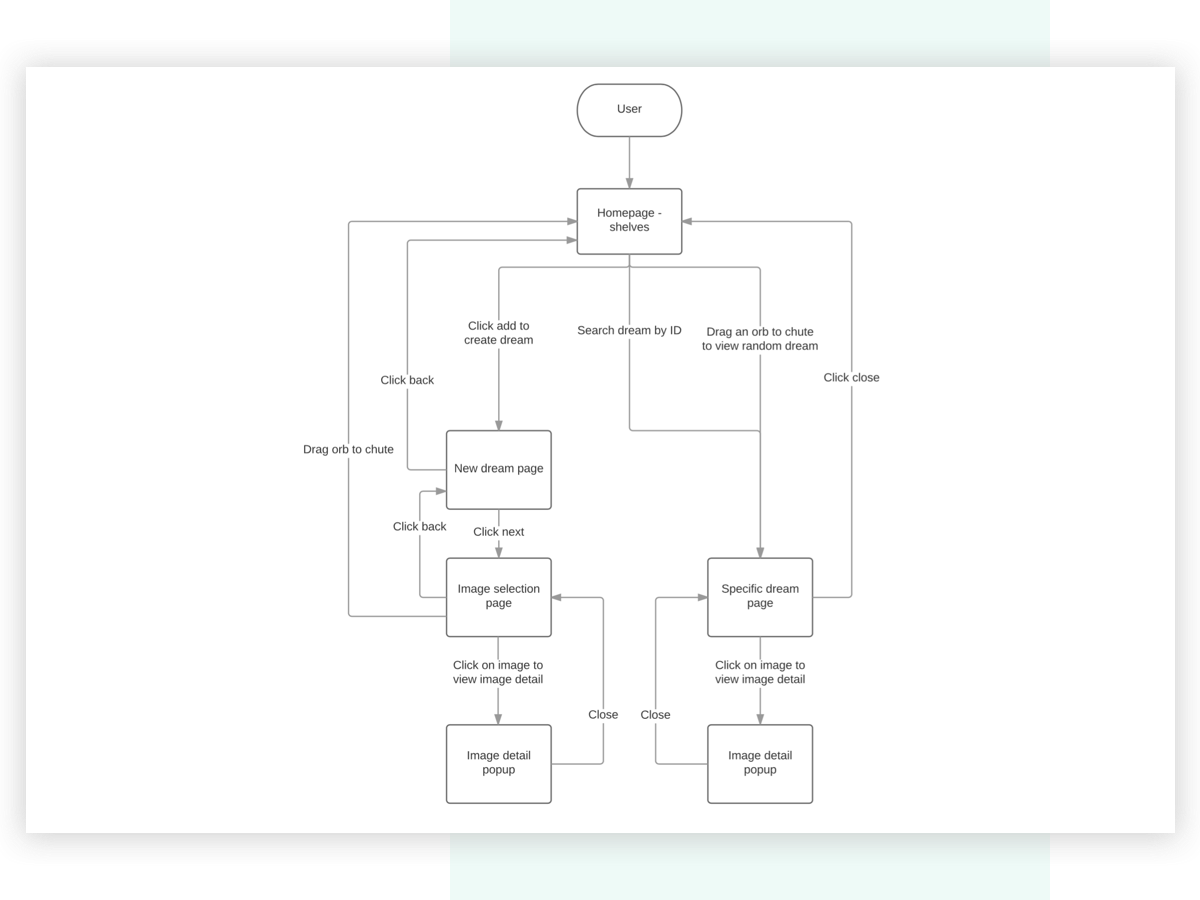 User
Homepage -
shelves
Click add to
create dream
Search dream by ID
Drag an orb to chute
to view random dream
Click back
Click close
Drag orb to chute
New dream page
Click back
Click next
Image selection
page
Specific dream
page
Click on image to
view image detail
Click on image to
view image detail
Close
Close
Image detail
popup
Image detail
popup